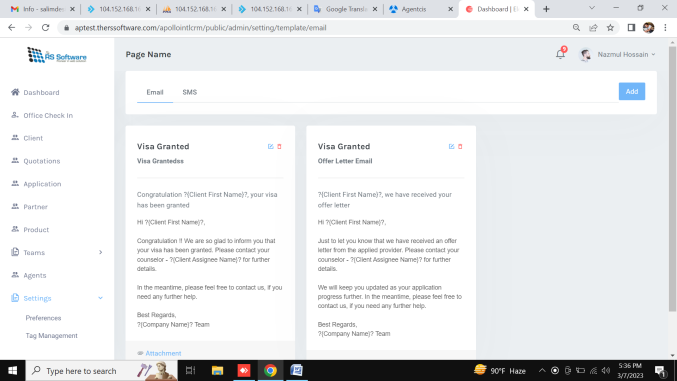 Info - salimdes
104.152.168.16
104.152.168.16
104.152.168.16
Google Transla
Agentcis
Dashboard | E
aptest.therssoftware.com/apollointlcrm/public/admin/setting/template/email
The RS Software
Page Name
9
Nazmul Hossain
Dashboard
Office Check In
Client
Quotations
Application
Partner
Product
Teams
Agents
Settings
Preferences
Tag Management
Email
SMS
Add
Visa Granted
Visa Grantedss
Congratulation ?{Client First Name}?, your visa
has been granted
Hi ?{Client First Name}?,
Congratulation !! We are so glad to inform you that
your visa has been granted. Please contact your
counselor - ?{Client Assignee Name}? for further
details.
In the meantime, please feel free to contact us, if you
need any further help.
Best Regards,
?{Company Name}? Team
Attachment
Visa Granted
Offer Letter Email
?{Client First Name}?, we have received your
offer letter
Hi ?{Client First Name}?,
Just to let you know that we have received an offer
letter from the applied provider. Please contact your
counselor - ?{Client Assignee Name}? for further
details.
We will keep you updated as your application
progress further. In the meantime, please feel free to
contact us, if you need any further help.
Best Regards,
?{Company Name}? Team
Type here to search
90°F Haze
5:36 PM
3/7/2023
1